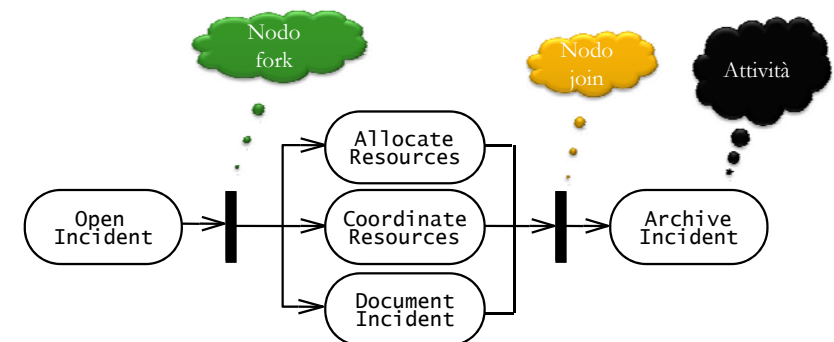 Nodo
fork
Nodo
join
Attività
Allocate
Resources
Open
Incident
Coordinate
Resources
Archive
Incident
Document
Incident